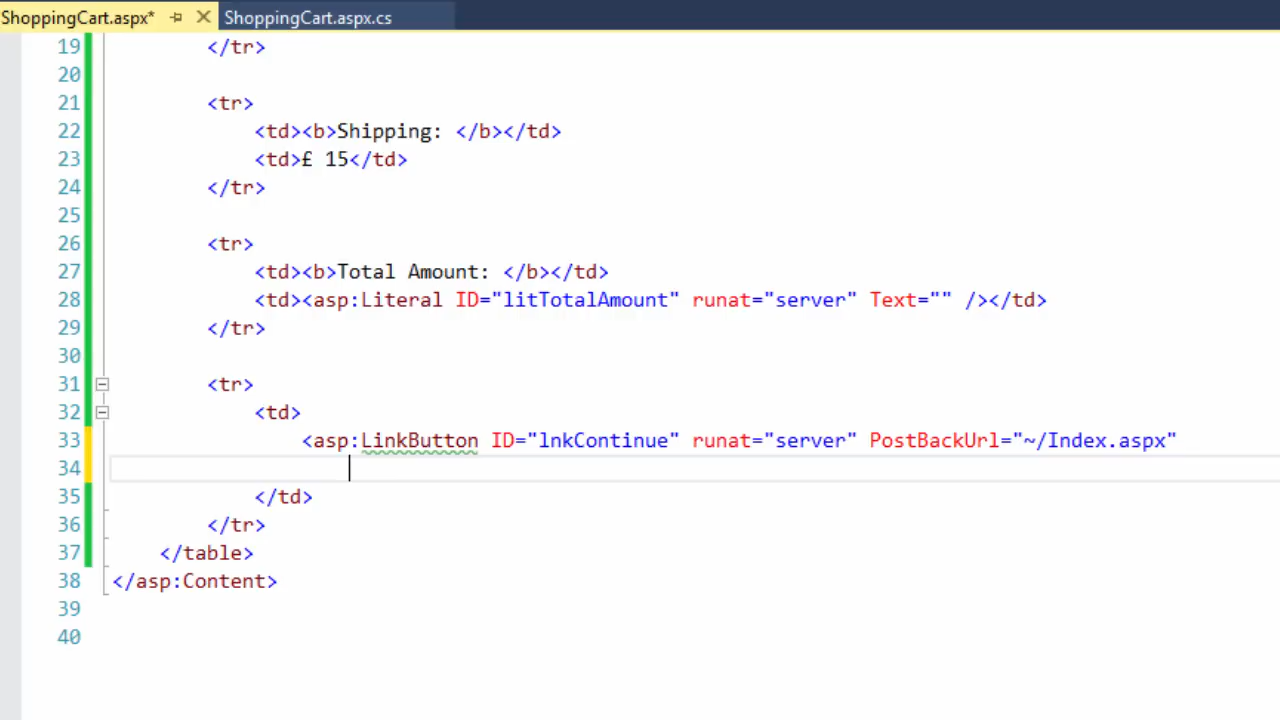 ShoppingCart.aspx* ShoppingCart.aspx.cs
19 </tr>
20
21 <tr>
22 <td><b>Shipping: </b></td>
23 <td>£ 15</td>
24 </tr>
25
26 <tr>
27 <td><b>Total Amount: </b></td>
28 <td><asp:Literal ID="litTotalAmount" runat="server" Text="" /></td>
29 </tr>
30
31 <tr>
32 <td>
33 <asp:LinkButton ID="lnkContinue" runat="server" PostBackUrl="~/Index.aspx"
34
35 </td>
36 </tr>
37 </table>
38 </asp:Content>
39
40